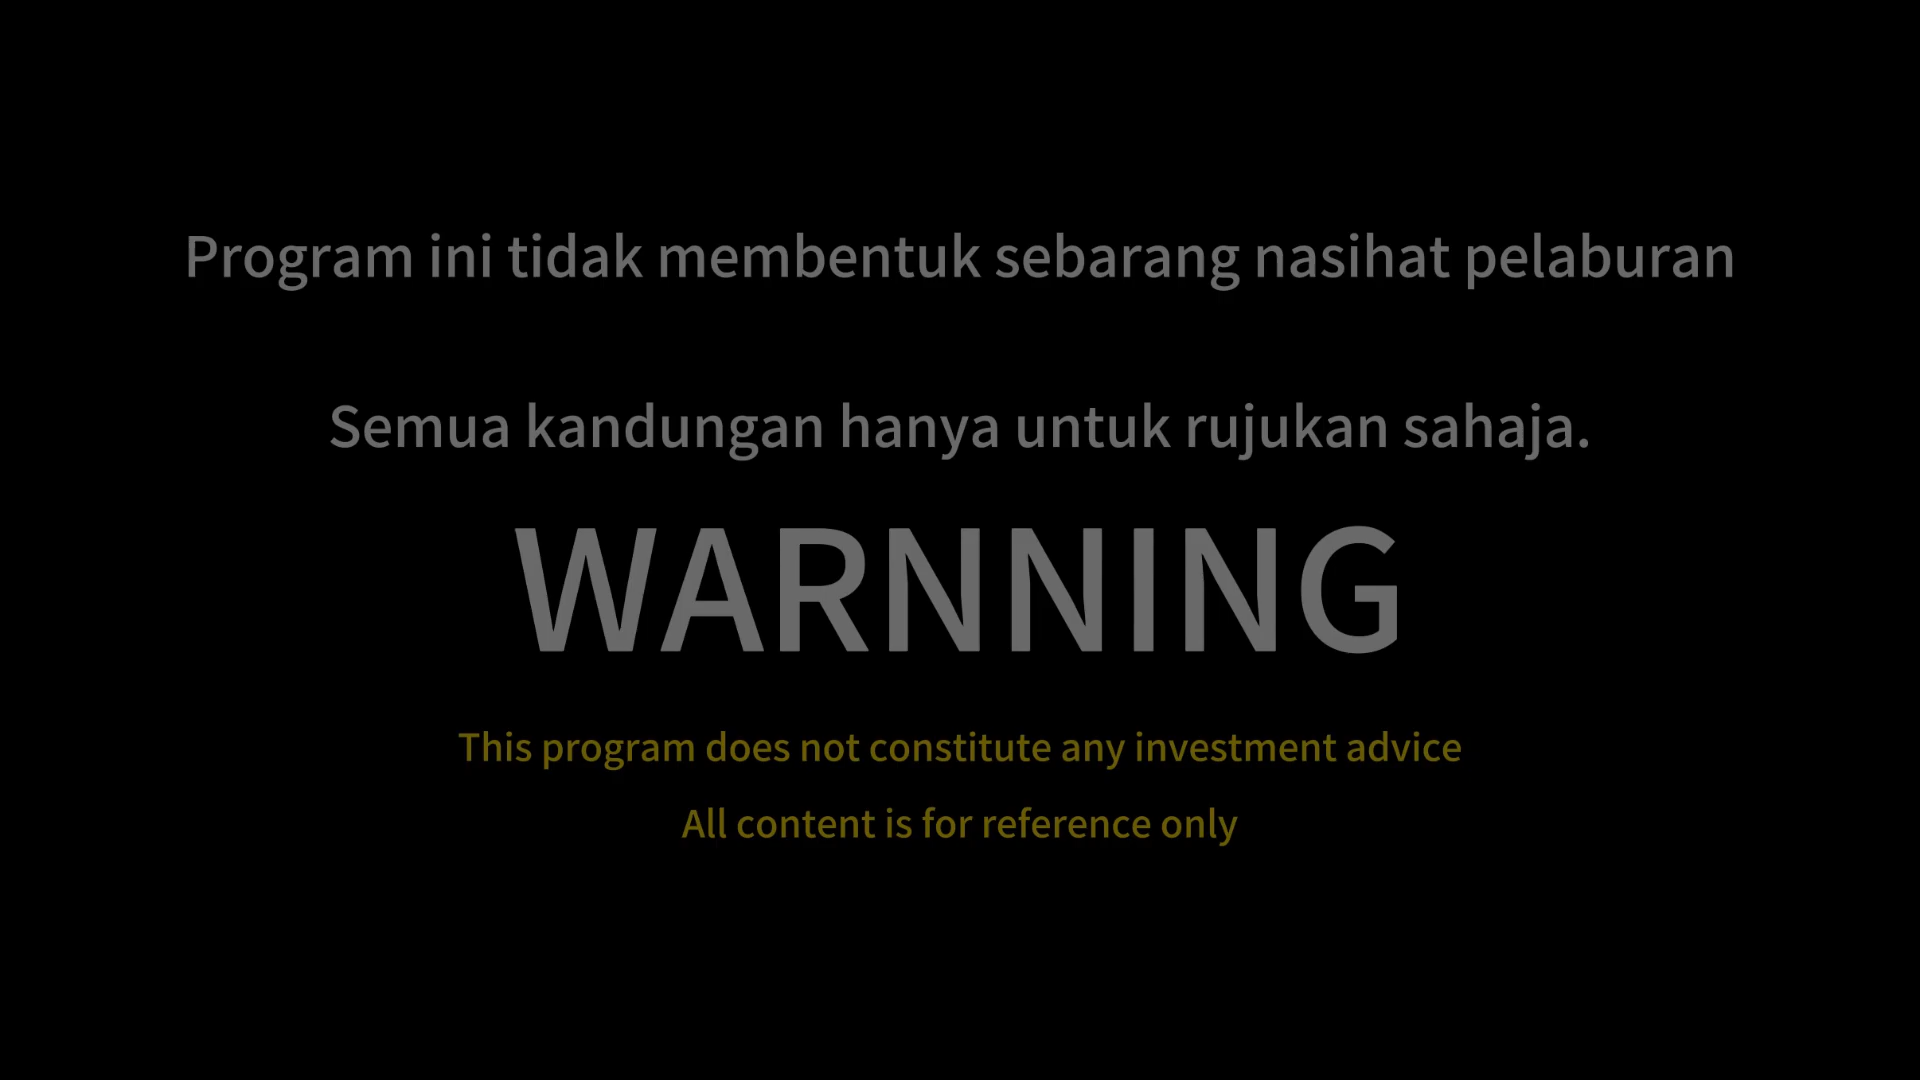 Program ini tidak membentuk sebarang nasihat pelaburan
Semua kandungan hanya untuk rujukan sahaja.
WARNNING
This program does not constitute any investment advice
All content is for reference only